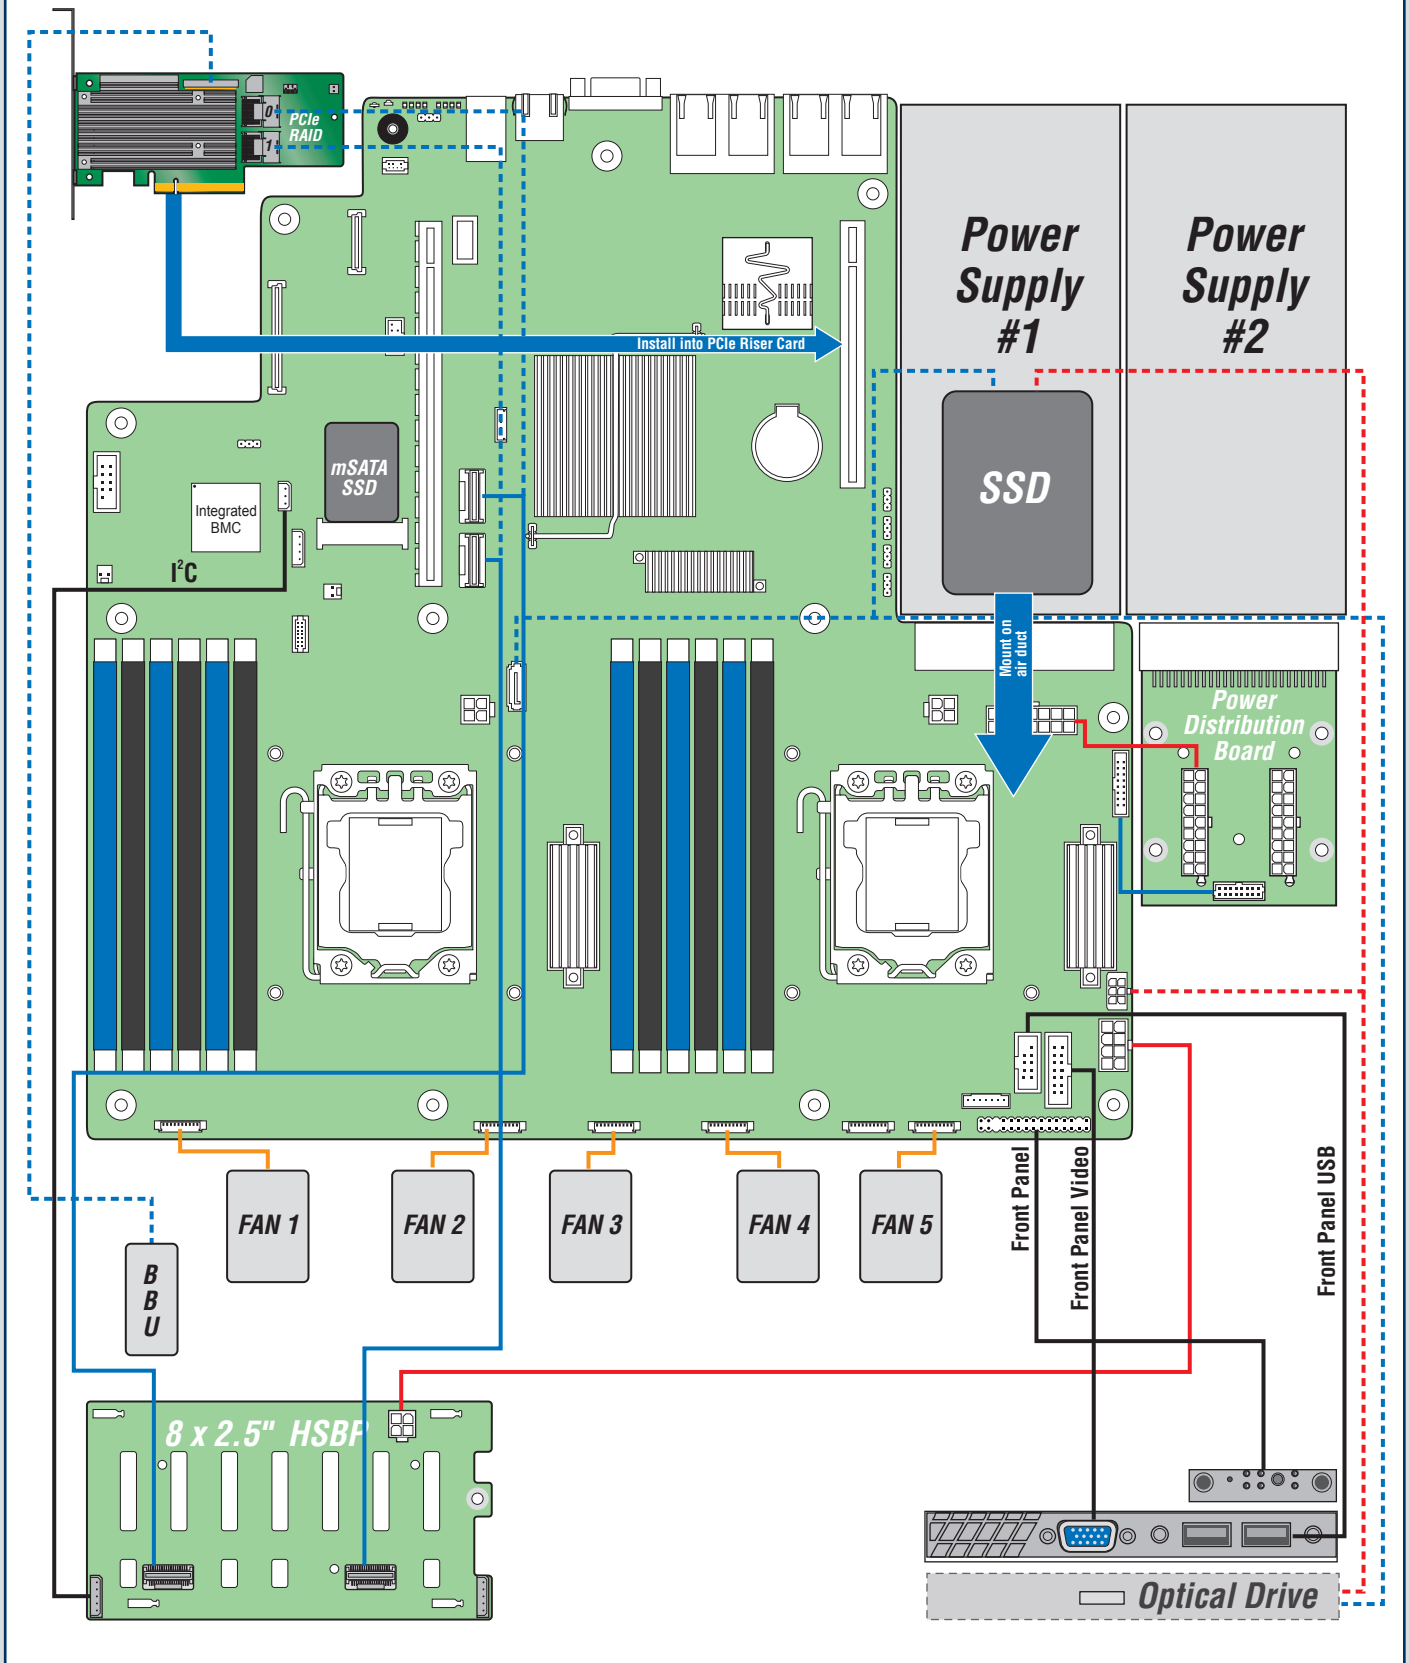 0
1
PCIe
RAID
Power
Supply
#1
Power
Supply
#2
Install into PCIe Riser Card
mSATA
SSD
SSD
Integrated
BMC
I²C
Mount on
air duct
Power
Distribution
Board
FAN 1
FAN 2
FAN 3
FAN 4
FAN 5
Front Panel
Front Panel Video
Front Panel USB
B
B
U
8 x 2.5" HSBP
Optical Drive